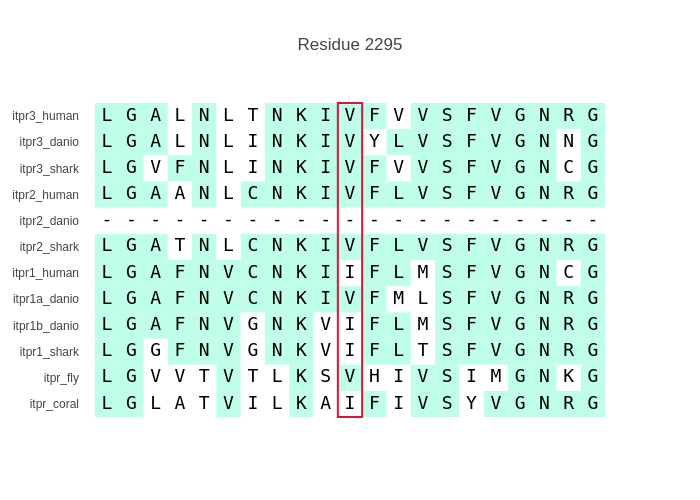 Residue 2295
itpr3_human L G A L N L T N K I V F V V S F V G N R G
itpr3_danio L G A L N L I N K I V Y L V S F V G N N G
itpr3_shark L G V F N L I N K I V F V V S F V G N C G
itpr2_human L G A A N L C N K I V F L V S F V G N R G
itpr2_danio - - - - - - - - - - - - - - - - - - - - -
itpr2_shark L G A T N L C N K I V F L V S F V G N R G
itpr1_human L G A F N V C N K I I F L M S F V G N C G
itpr1a_danio L G A F N V C N K I V F M L S F V G N R G
itpr1b_danio L G A F N V G N K V I F L M S F V G N R G
itpr1_shark L G G F N V G N K V I F L T S F V G N R G
itpr_fly L G V V T V T L K S V H I V S I M G N K G
itpr_coral L G L A T V I L K A I F I V S Y V G N R G